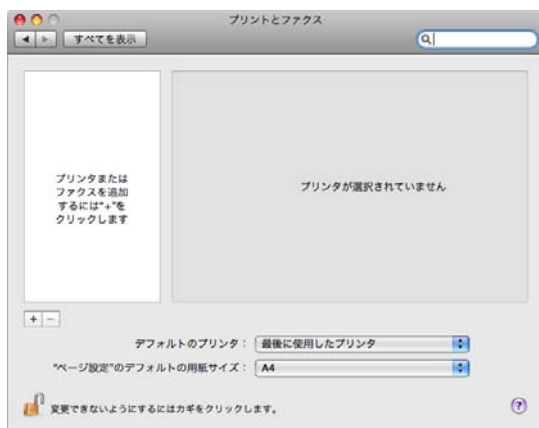 プリントとファクス
すべてを表示
プリンタまたは
ファクスを追加
するには"+"を
クリックします
プリンタが選択されていません
+ −
デフォルトのプリンタ： 最後に使用したプリンタ
"ページ設定"のデフォルトの用紙サイズ： A4
変更できないようにするにはカギをクリックします。
?